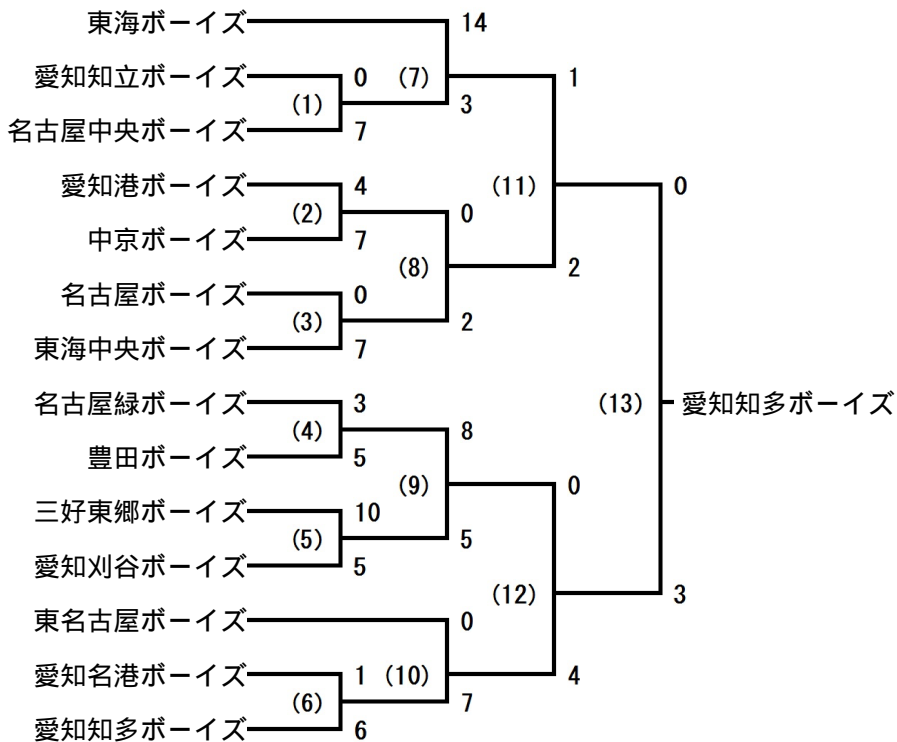 東海ボーイズ 14
愛知知立ボーイズ 0 (7) 1
(1) 3
名古屋中央ボーイズ 7
愛知港ボーイズ 4 (11) 0
(2) 0
中京ボーイズ 7
(8) 2
名古屋ボーイズ 0
(3) 2
東海中央ボーイズ 7
名古屋緑ボーイズ 3 (13) 愛知知多ボーイズ
(4) 8
豊田ボーイズ 5
(9) 0
三好東郷ボーイズ 10
(5) 5
愛知刈谷ボーイズ 5
(12) 3
東名古屋ボーイズ 0
愛知名港ボーイズ 1 (10) 4
(6) 7
愛知知多ボーイズ 6